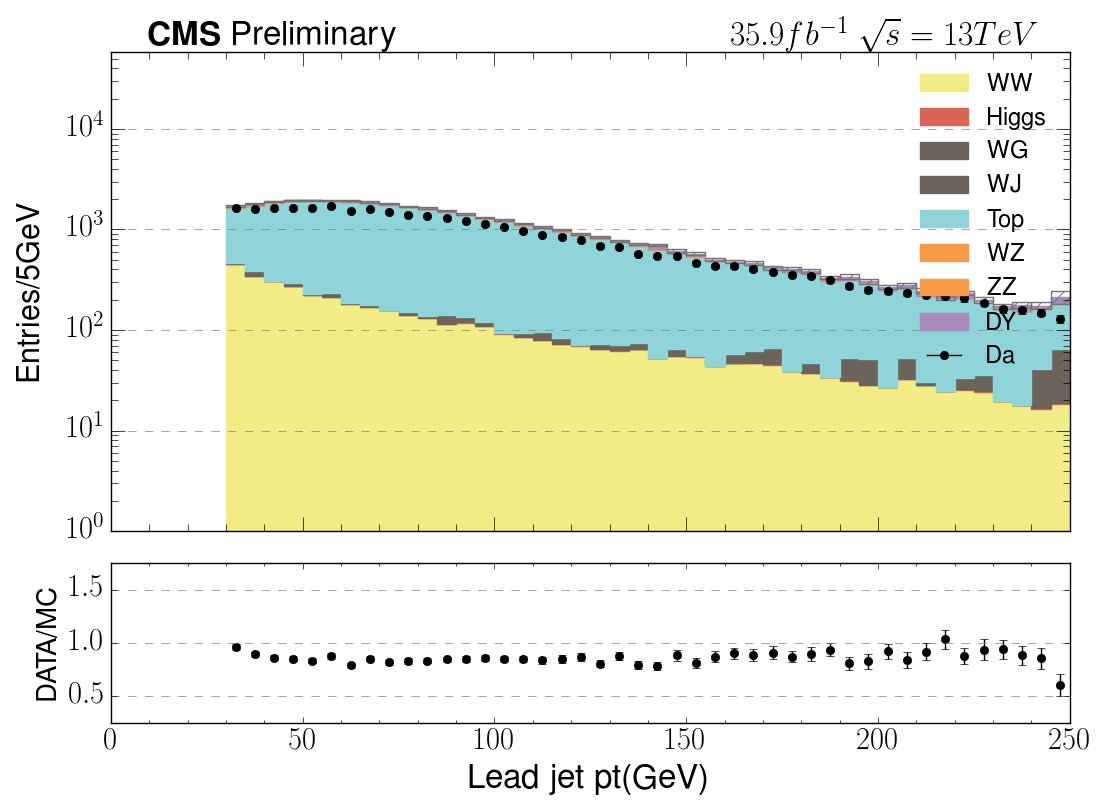 CMS Preliminary
35.9fb⁻¹ √s = 13TeV
Entries/5GeV
10⁴
10³
10²
10¹
10⁰
WW
Higgs
WG
WJ
Top
WZ
ZZ
DY
Da
DATA/MC
1.5
1.0
0.5
0 50 100 150 200 250
Lead jet pt(GeV)